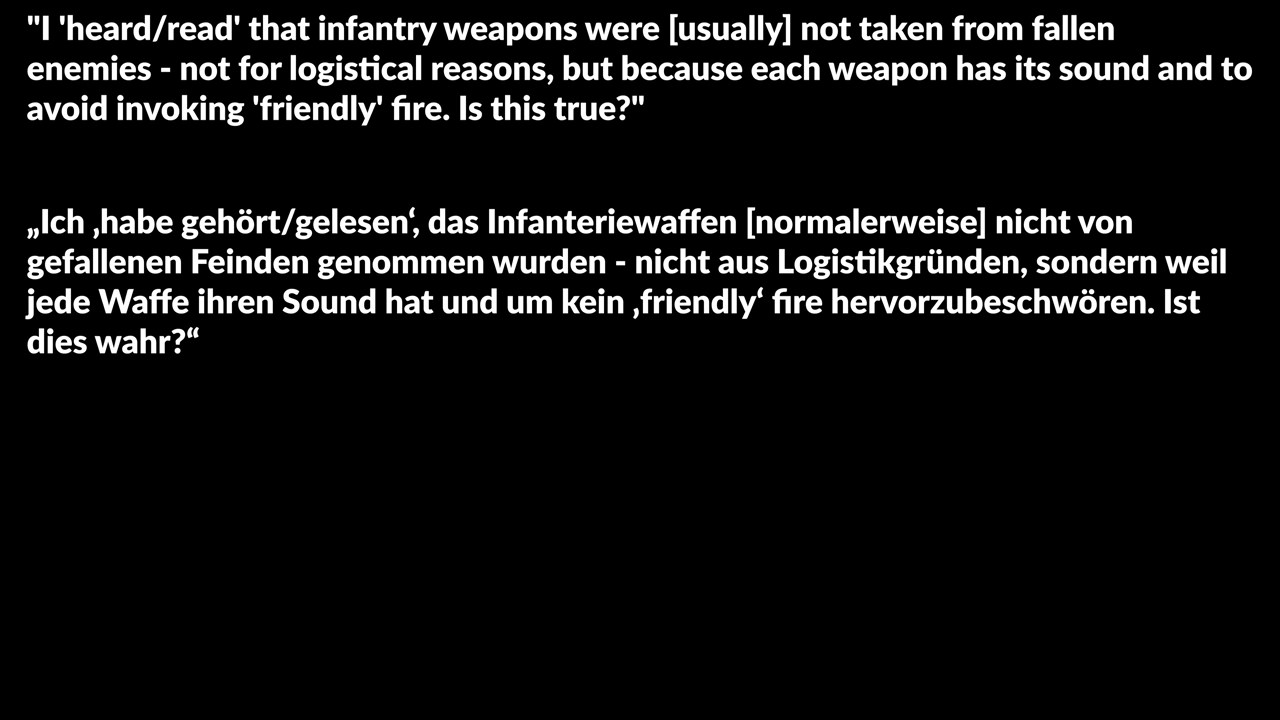 "I 'heard/read' that infantry weapons were [usually] not taken from fallen
enemies - not for logistical reasons, but because each weapon has its sound and to
avoid invoking 'friendly' fire. Is this true?"
„Ich ‚habe gehört/gelesen‘, das Infanteriewaffen [normalerweise] nicht von
gefallenen Feinden genommen wurden - nicht aus Logistikgründen, sondern weil
jede Waffe ihren Sound hat und um kein ‚friendly‘ fire hervorzubeschwören. Ist
dies wahr?“